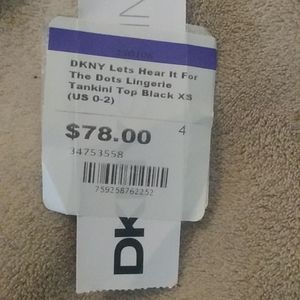 DKNY Lets Hear It For
The Dots Lingerie
Tankini Top Black XS
(US 0-2)
$78.00
4
34753558
759258762252
DK